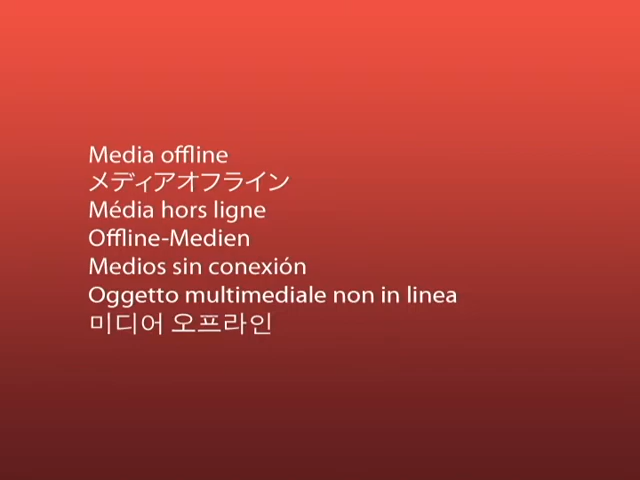 Media offline
メディアオフライン
Média hors ligne
Offline-Medien
Medios sin conexión
Oggetto multimediale non in linea
미디어 오프라인